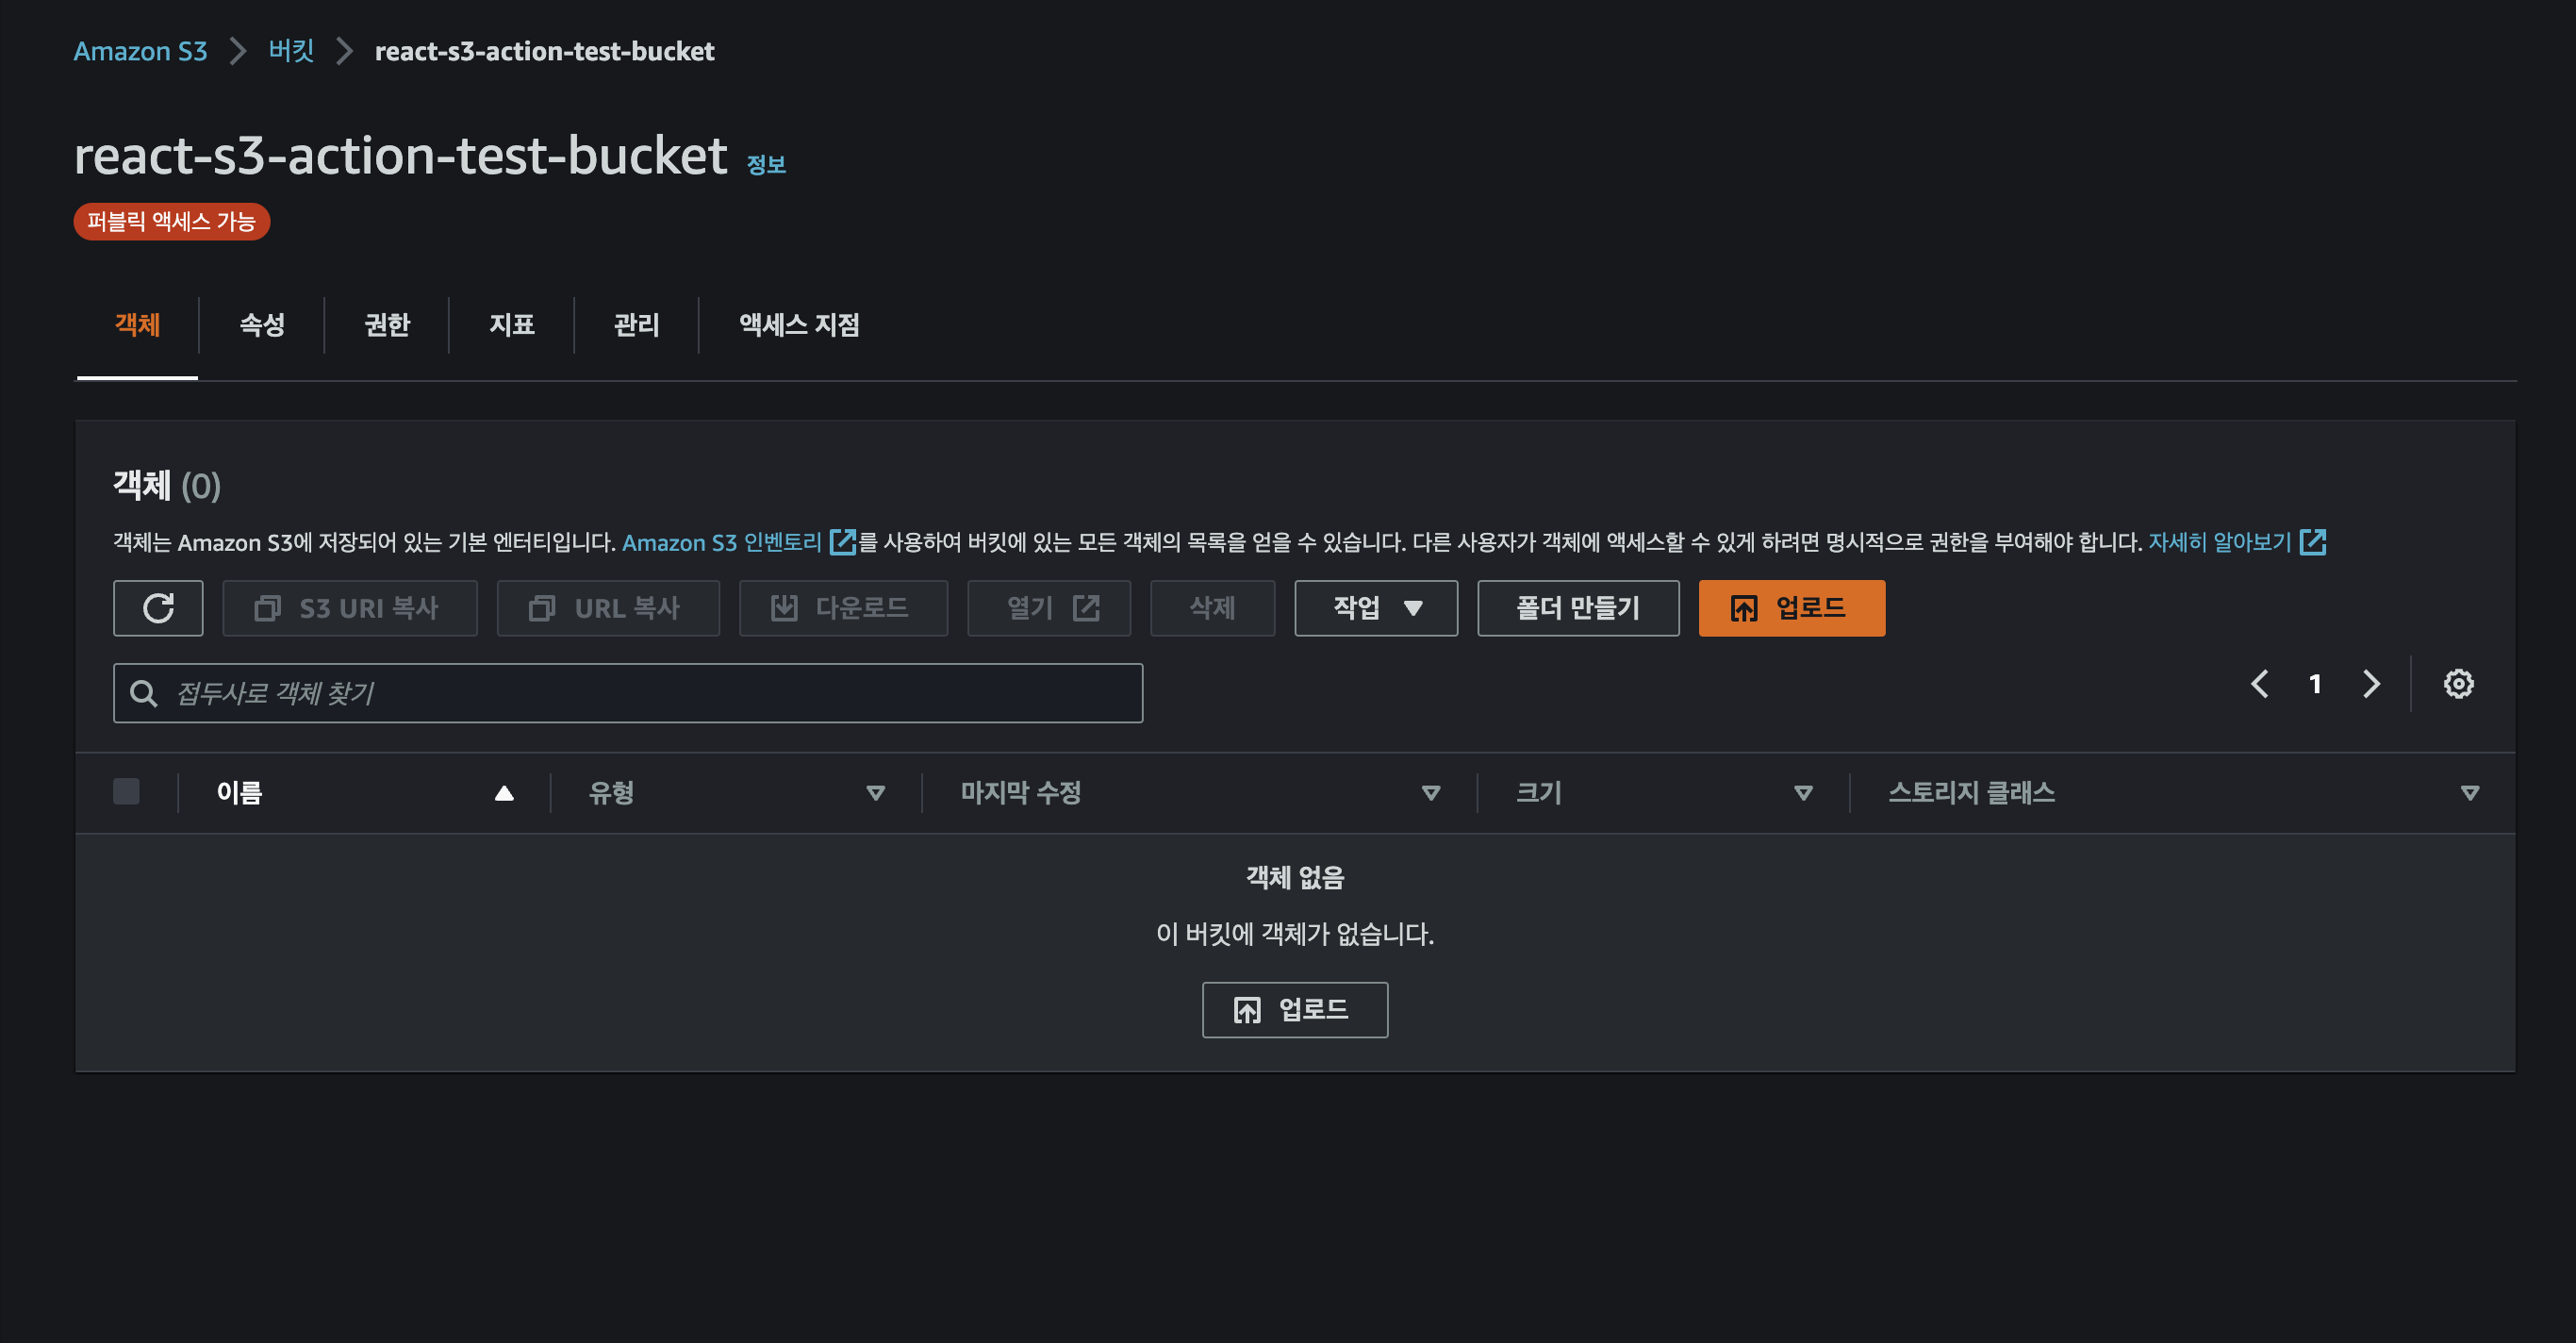 Amazon S3 버킷 react-s3-action-test-bucket
react-s3-action-test-bucket 정보
퍼블릭 액세스 가능
객체 속성 권한 지표 관리 액세스 지점
객체 (0)
객체는 Amazon S3에 저장되어 있는 기본 엔터티입니다. Amazon S3 인벤토리를 사용하여 버킷에 있는 모든 객체의 목록을 얻을 수 있습니다. 다른 사용자가 객체에 액세스할 수 있게 하려면 명시적으로 권한을 부여해야 합니다. 자세히 알아보기
S3 URI 복사 URL 복사 다운로드 열기 삭제 작업 폴더 만들기 업로드
접두사로 객체 찾기 1
이름 유형 마지막 수정 크기 스토리지 클래스
객체 없음
이 버킷에 객체가 없습니다.
업로드